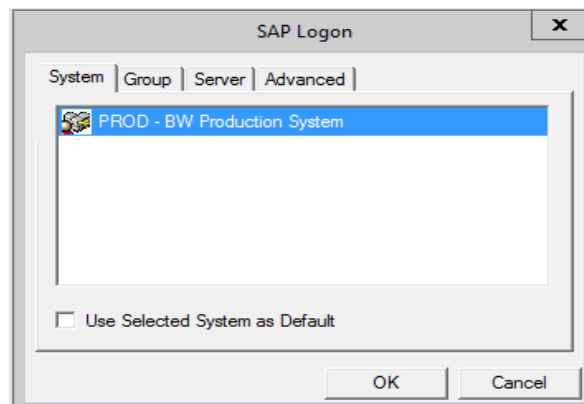 SAP Logon
x
System Group Server Advanced
PROD - BW Production System
Use Selected System as Default
OK Cancel